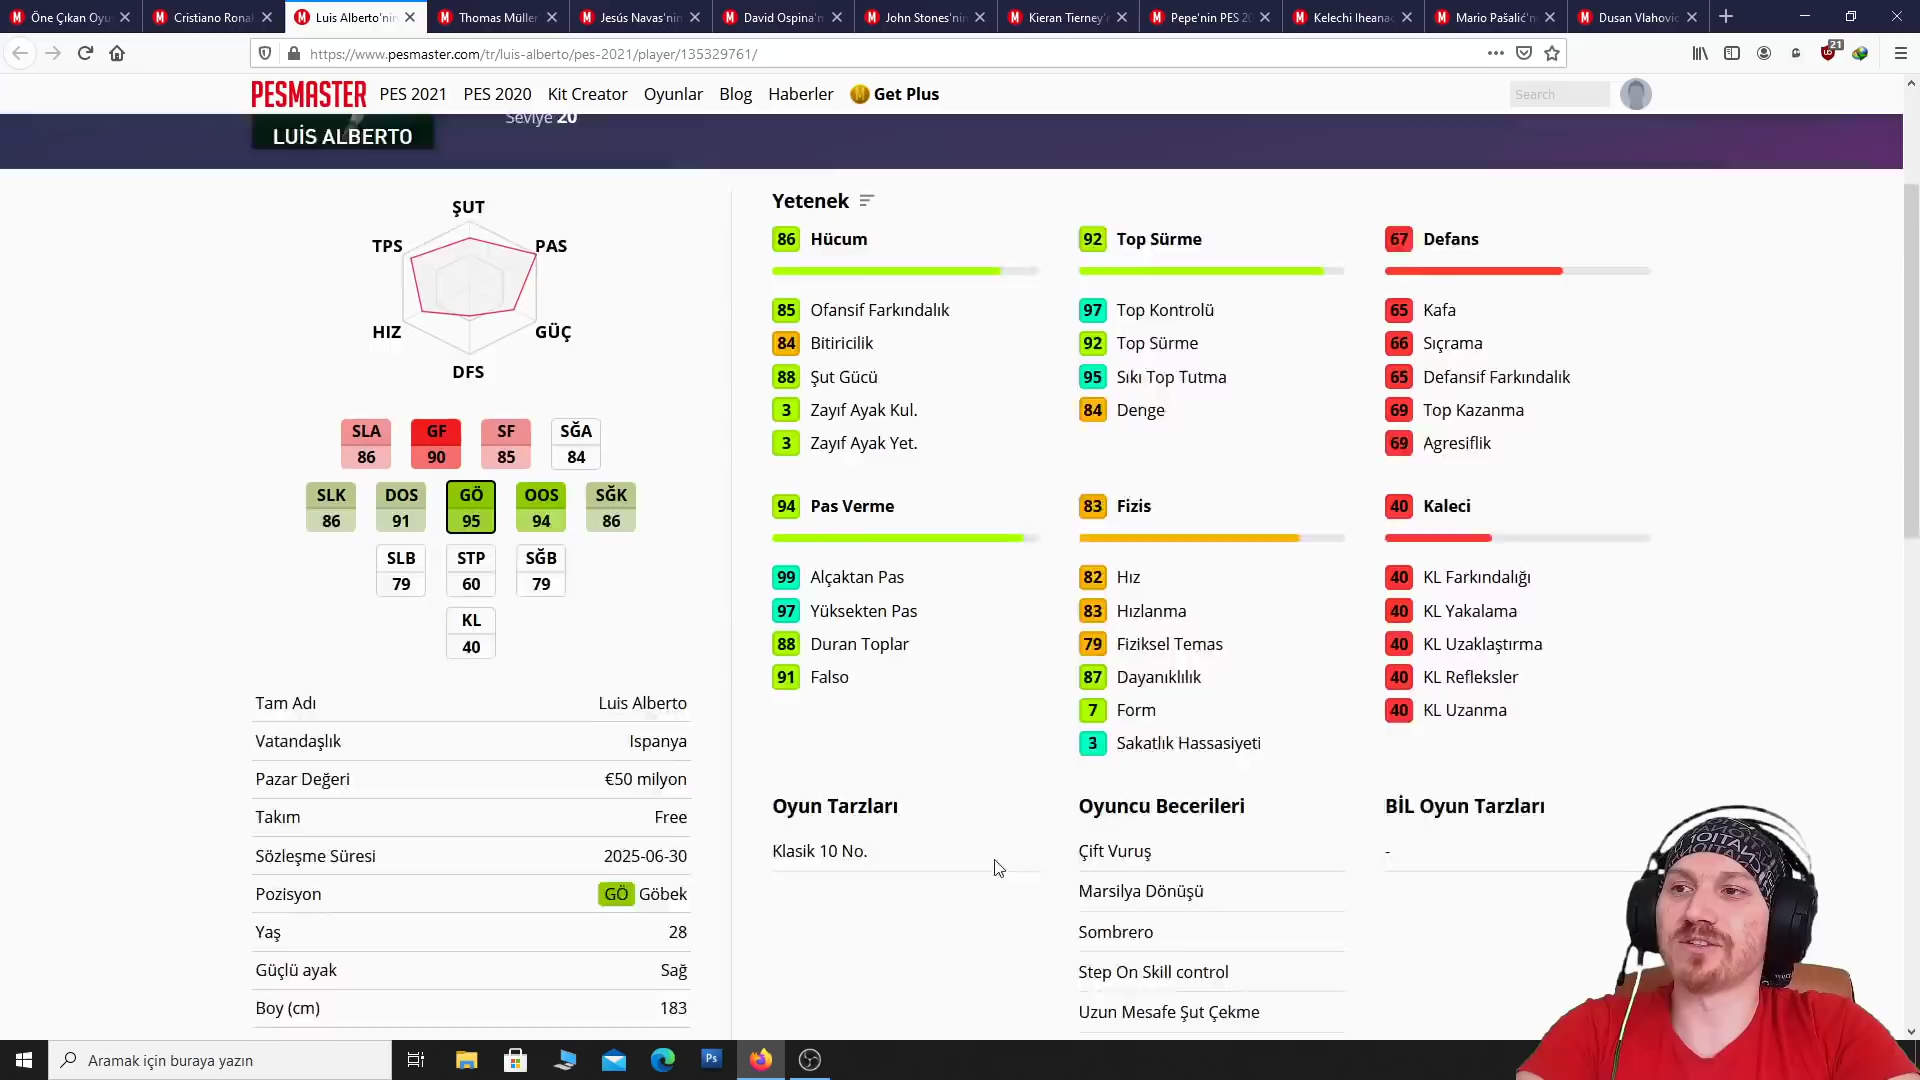 Öne Çıkan Oyu
Cristiano Ronal
Luis Alberto'nin
Thomas Müller
Jesús Navas'nin
David Ospina'n
John Stones'nin
Kieran Tierney'
Pepe'nin PES 20
Kelechi Iheanac
Mario Pašalić'n
Dusan Vlahovic
https://www.pesmaster.com/tr/luis-alberto/pes-2021/player/135329761/
21
PESMASTER PES 2021 PES 2020 Kit Creator Oyunlar Blog Haberler Get Plus Search
Seviye 20
LUİS ALBERTO
ŞUT
TPS PAS
HIZ GÜÇ
DFS
SLA GF SF SĞA
86 90 85 84
SLK DOS GÖ OOS SĞK
86 91 95 94 86
SLB STP SĞB
79 60 79
KL
40
Tam Adı Luis Alberto
Vatandaşlık Ispanya
Pazar Değeri €50 milyon
Takım Free
Sözleşme Süresi 2025-06-30
Pozisyon GÖ Göbek
Yaş 28
Güçlü ayak Sağ
Boy (cm) 183
Yetenek
86 Hücum
85 Ofansif Farkındalık
84 Bitiricilik
88 Şut Gücü
3 Zayıf Ayak Kul.
3 Zayıf Ayak Yet.
92 Top Sürme
97 Top Kontrolü
92 Top Sürme
95 Sıkı Top Tutma
84 Denge
67 Defans
65 Kafa
66 Sıçrama
65 Defansif Farkındalık
69 Top Kazanma
69 Agresiflik
94 Pas Verme
99 Alçaktan Pas
97 Yüksekten Pas
88 Duran Toplar
91 Falso
83 Fizis
82 Hız
83 Hızlanma
79 Fiziksel Temas
87 Dayanıklılık
7 Form
3 Sakatlık Hassasiyeti
40 Kaleci
40 KL Farkındalığı
40 KL Yakalama
40 KL Uzaklaştırma
40 KL Refleksler
40 KL Uzanma
Oyun Tarzları
Klasik 10 No.
Oyuncu Becerileri
Çift Vuruş
Marsilya Dönüşü
Sombrero
Step On Skill control
Uzun Mesafe Şut Çekme
BİL Oyun Tarzları
-
Aramak için buraya yazın
Ps